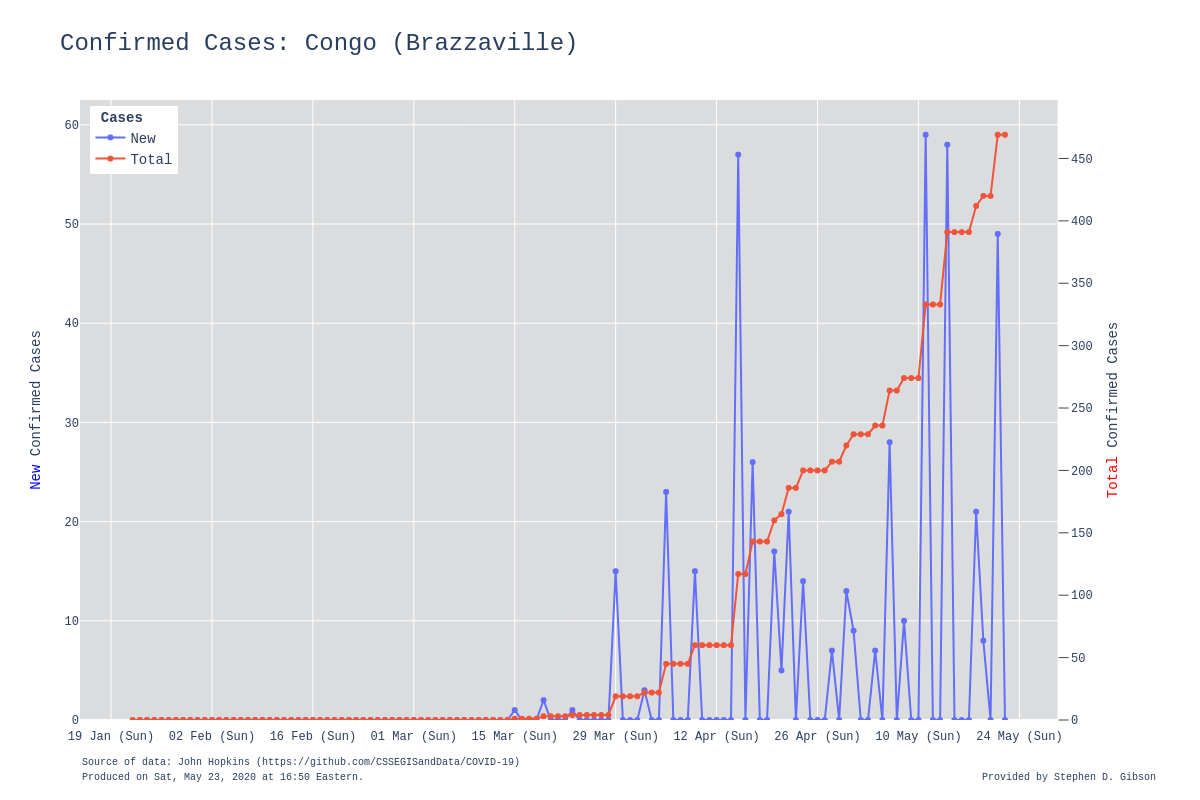 Confirmed Cases: Congo (Brazzaville)
Cases
New
Total
60
50
40
30
20
10
0
New Confirmed Cases
450
400
350
300
250
200
150
100
50
0
Total Confirmed Cases
19 Jan (Sun) 02 Feb (Sun) 16 Feb (Sun) 01 Mar (Sun) 15 Mar (Sun) 29 Mar (Sun) 12 Apr (Sun) 26 Apr (Sun) 10 May (Sun) 24 May (Sun)
Source of data: John Hopkins (https://github.com/CSSEGISandData/COVID-19)
Produced on Sat, May 23, 2020 at 16:50 Eastern.
Provided by Stephen D. Gibson